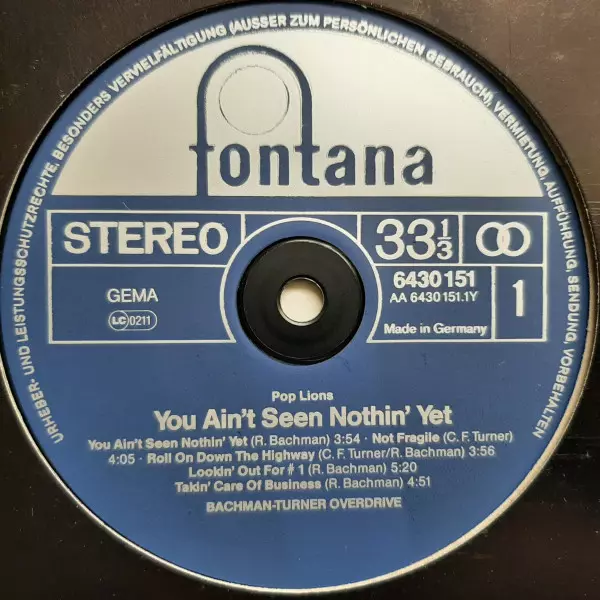 URHEBER- UND LEISTUNGSSCHUTZRECHTE, BESONDERS VERVIELFÄLTIGUNG (AUSSER ZUM PERSÖNLICHEN GEBRAUCH), VERMIETUNG, AUFFÜHRUNG, SENDUNG, VORBEHALTEN
fontana
STEREO
33 1/3
GEMA
LC 0211
6430 151
AA 6430 151.1Y
1
Made in Germany
Pop Lions
You Ain't Seen Nothin' Yet
You Ain't Seen Nothin' Yet (R. Bachman) 3:54 · Not Fragile (C. F. Turner)
4:05 · Roll On Down The Highway (C. F. Turner/R. Bachman) 3:56
Lookin' Out For # 1 (R. Bachman) 5:20
Takin' Care Of Business (R. Bachman) 4:51
BACHMAN-TURNER OVERDRIVE